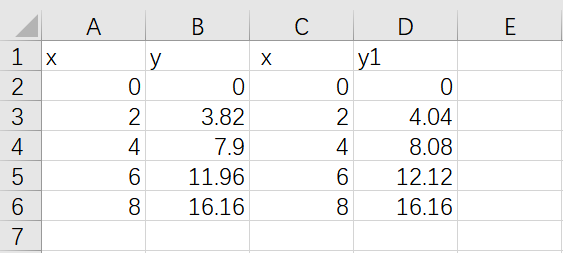 A B C D E
1 x y x y1
2 0 0 0 0
3 2 3.82 2 4.04
4 4 7.9 4 8.08
5 6 11.96 6 12.12
6 8 16.16 8 16.16
7